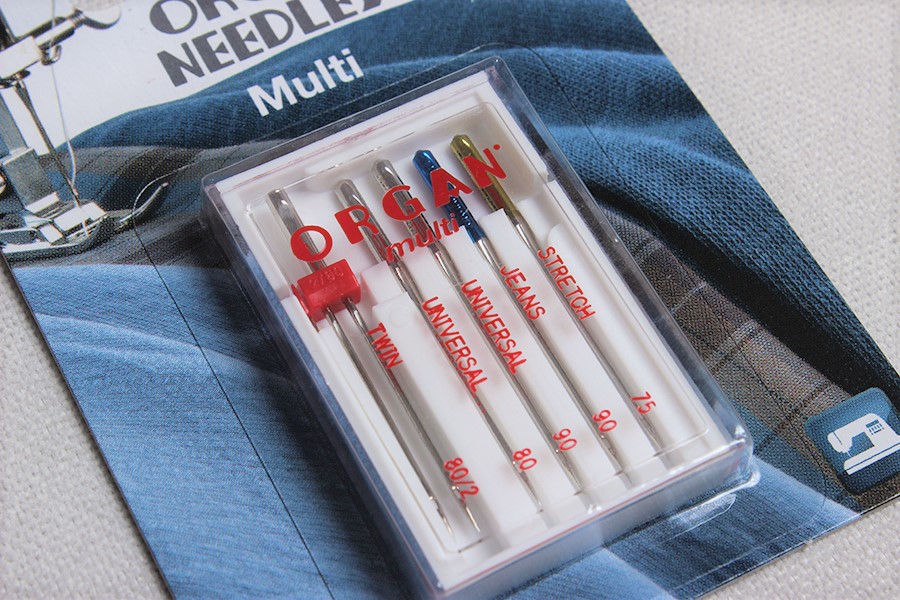 NEEDLES
Multi
ORGAN
multi
TWIN
UNIVERSAL
UNIVERSAL
JEANS
STRETCH
80/2
80
90
90
75